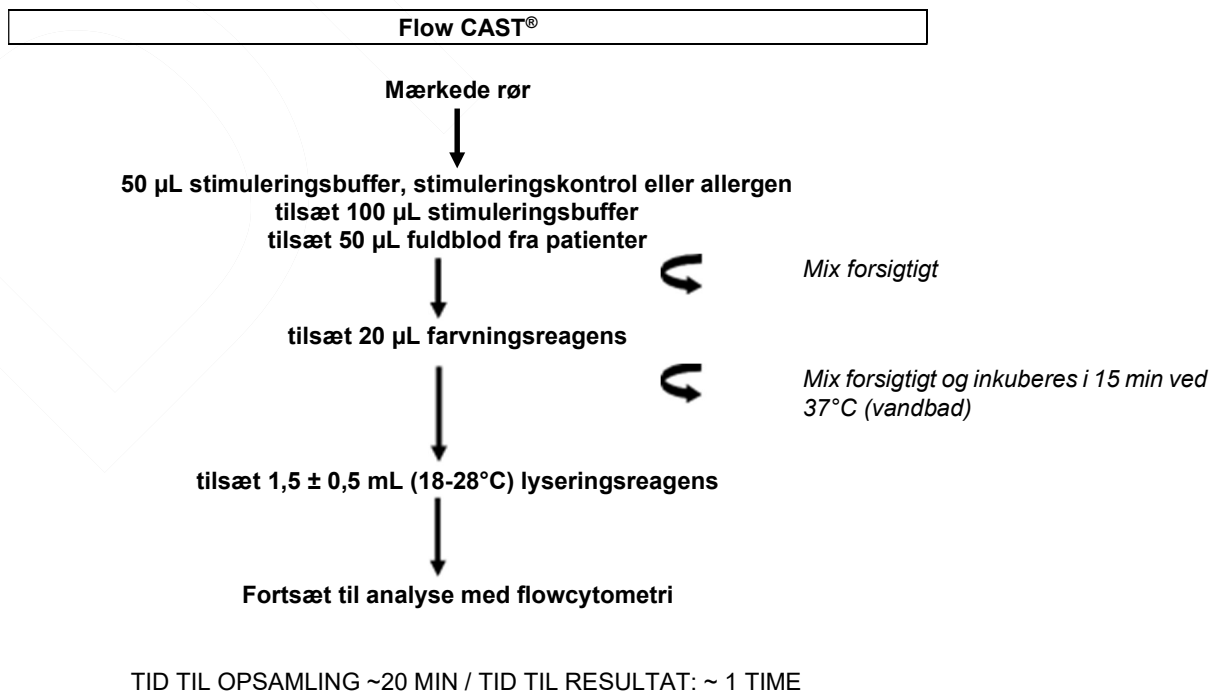 Flow CAST®
Mærkede rør
50 µL stimuleringsbuffer, stimuleringskontrol eller allergen
tilsæt 100 µL stimuleringsbuffer
tilsæt 50 µL fuldblod fra patienter
Mix forsigtigt
tilsæt 20 µL farvningsreagens
Mix forsigtigt og inkuberes i 15 min ved
37°C (vandbad)
tilsæt 1,5 ± 0,5 mL (18-28°C) lyseringsreagens
Fortsæt til analyse med flowcytometri
TID TIL OPSAMLING ~20 MIN / TID TIL RESULTAT: ~ 1 TIME